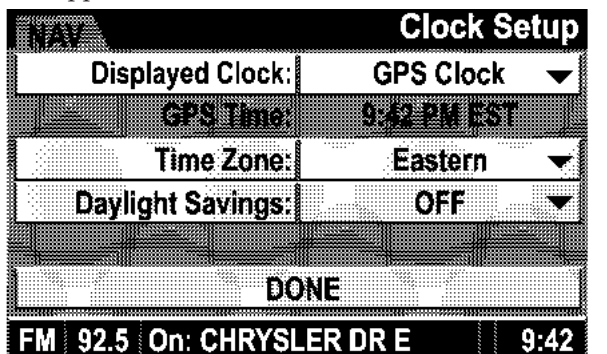 NAV Clock Setup
Displayed Clock: GPS Clock
GPS Time: 9:42 PM EST
Time Zone: Eastern
Daylight Savings: OFF
DONE
FM 92.5 On: CHRYSLER DR E 9:42